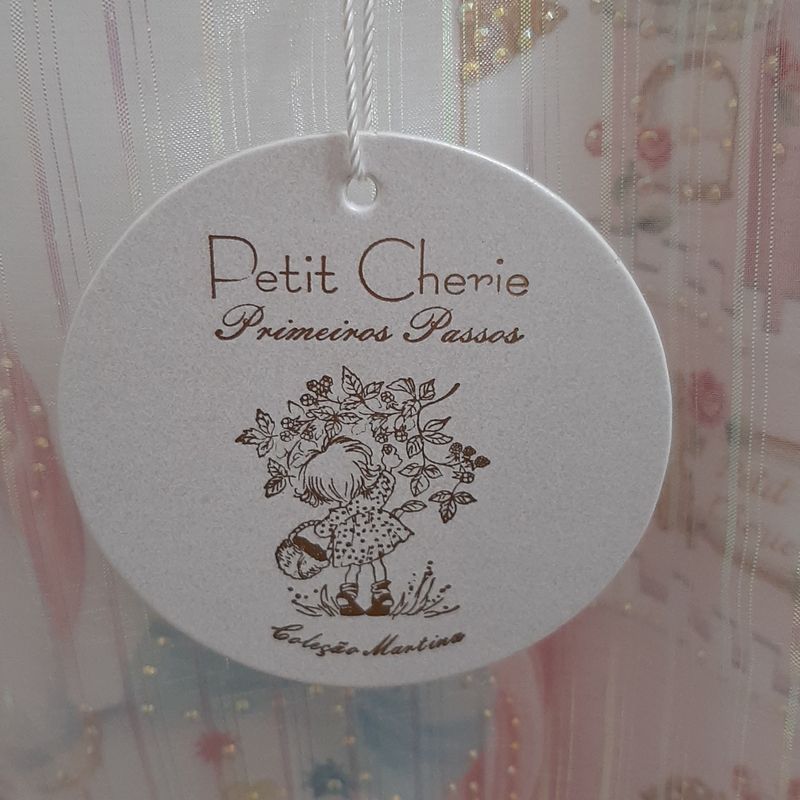 Petit Cherie
Primeiros Passos
Coleção Martina